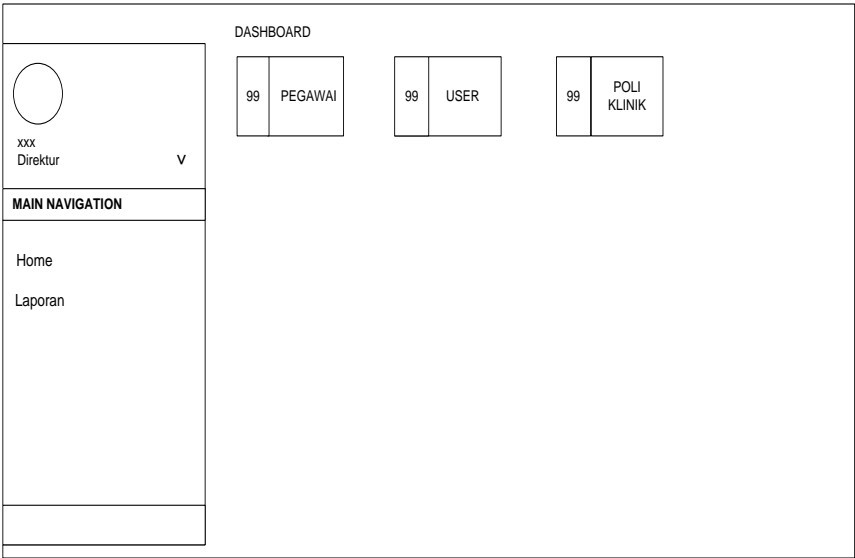 DASHBOARD
99 PEGAWAI
99 USER
99 POLI
KLINIK
xxx
Direktur V
MAIN NAVIGATION
Home
Laporan